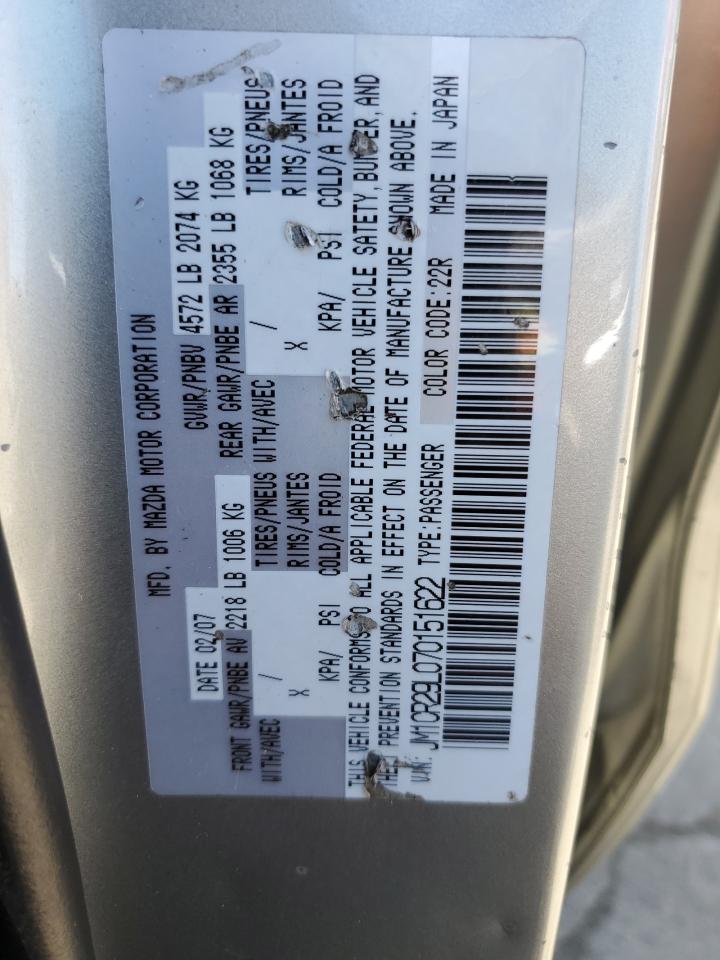 MFD. BY MAZDA MOTOR CORPORATION
DATE 02/07 GVWR/PNBV 4572 LB 2074 KG
FRONT GAWR/PNBE AV 2218 LB 1006 KG REAR GAWR/PNBE AR 2355 LB 1068 KG
WITH/AVEC / TIRES/PNEUS WITH/AVEC / TIRES/PNEUS
X RIMS/JANTES X RIMS/JANTES
KPA/ PSI COLD/A FROID KPA/ PSI COLD/A FROID
THIS VEHICLE CONFORMS TO ALL APPLICABLE FEDERAL MOTOR VEHICLE SATETY, BUMPER, AND
THEFT PREVENTION STANDARDS IN EFFECT ON THE DATE OF MANUFACTURE SHOWN ABOVE.
V.I.N.: JM1CR29L070151622 TYPE:PASSENGER COLOR CODE:22R MADE IN JAPAN